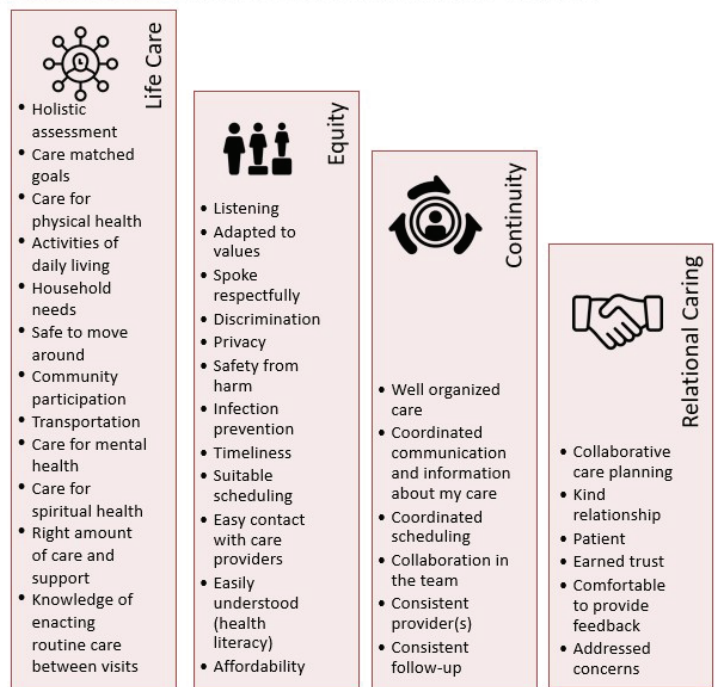 Life Care
• Holistic
assessment
• Care matched
goals
• Care for
physical health
• Activities of
daily living
• Household
needs
• Safe to move
around
• Community
participation
• Transportation
• Care for mental
health
• Care for
spiritual health
• Right amount
of care and
support
• Knowledge of
enacting
routine care
between visits
Equity
• Listening
• Adapted to
values
• Spoke
respectfully
• Discrimination
• Privacy
• Safety from
harm
• Infection
prevention
• Timeliness
• Suitable
scheduling
• Easy contact
with care
providers
• Easily
understood
(health
literacy)
• Affordability
Continuity
• Well organized
care
• Coordinated
communication
and information
about my care
• Coordinated
scheduling
• Collaboration in
the team
• Consistent
provider(s)
• Consistent
follow-up
Relational Caring
• Collaborative
care planning
• Kind
relationship
• Patient
• Earned trust
• Comfortable
to provide
feedback
• Addressed
concerns